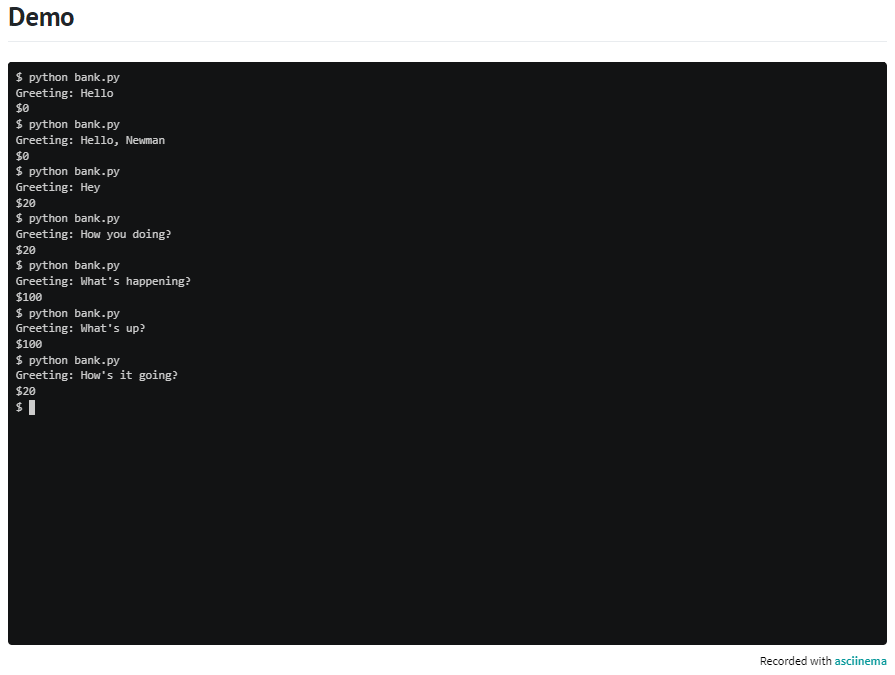 Demo
$ python bank.py
Greeting: Hello
$0
$ python bank.py
Greeting: Hello, Newman
$0
$ python bank.py
Greeting: Hey
$20
$ python bank.py
Greeting: How you doing?
$20
$ python bank.py
Greeting: What's happening?
$100
$ python bank.py
Greeting: What's up?
$100
$ python bank.py
Greeting: How's it going?
$20
$
Recorded with asciinema